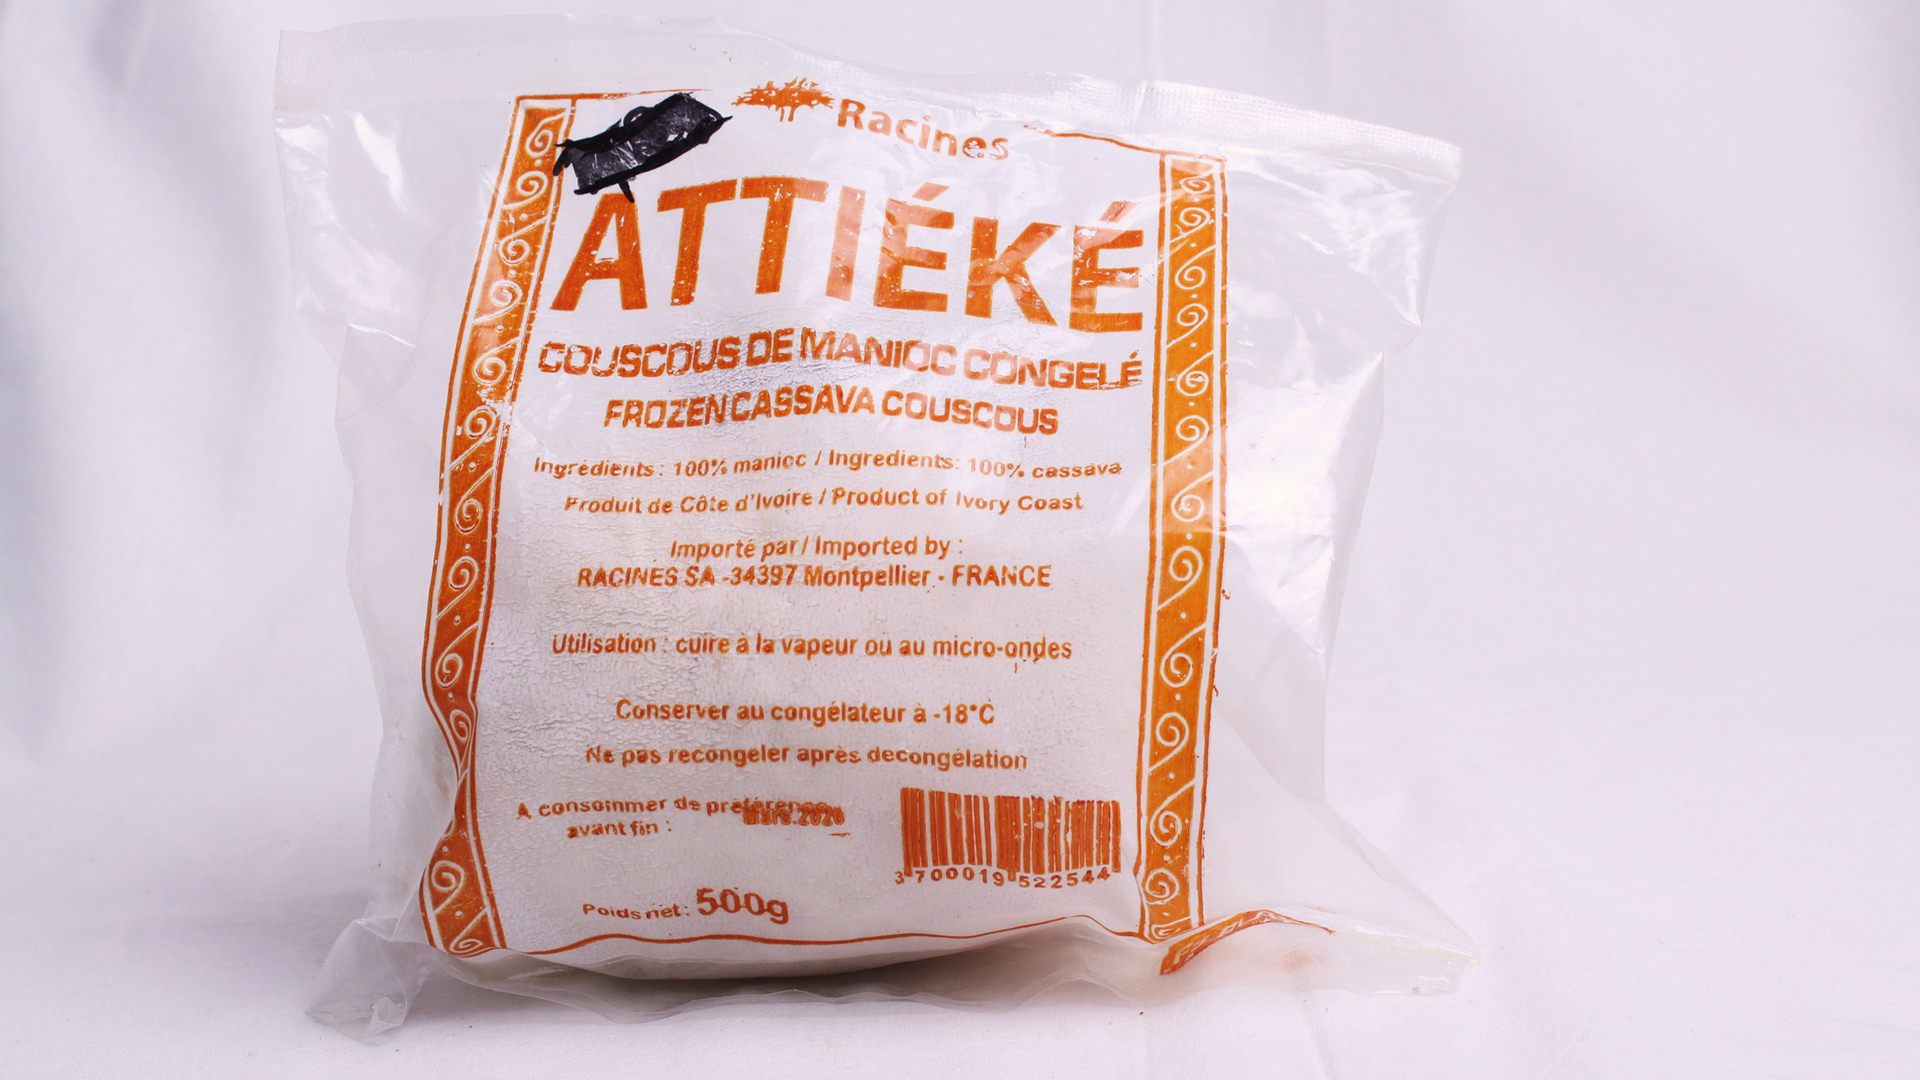 Racines
ATTIÉKÉ
COUSCOUS DE MANIOC CONGELÉ
FROZEN CASSAVA COUSCOUS
Ingrédients : 100% manioc / Ingredients: 100% cassava
Produit de Côte d'Ivoire / Product of Ivory Coast
Importé par / Imported by :
RACINES SA -34397 Montpellier - FRANCE
Utilisation : cuire à la vapeur ou au micro-ondes
Conserver au congélateur à -18°C
Ne pas recongeler après decongélation
A consommer de préférence
avant fin :
3 700019 522544
Poids net : 500g